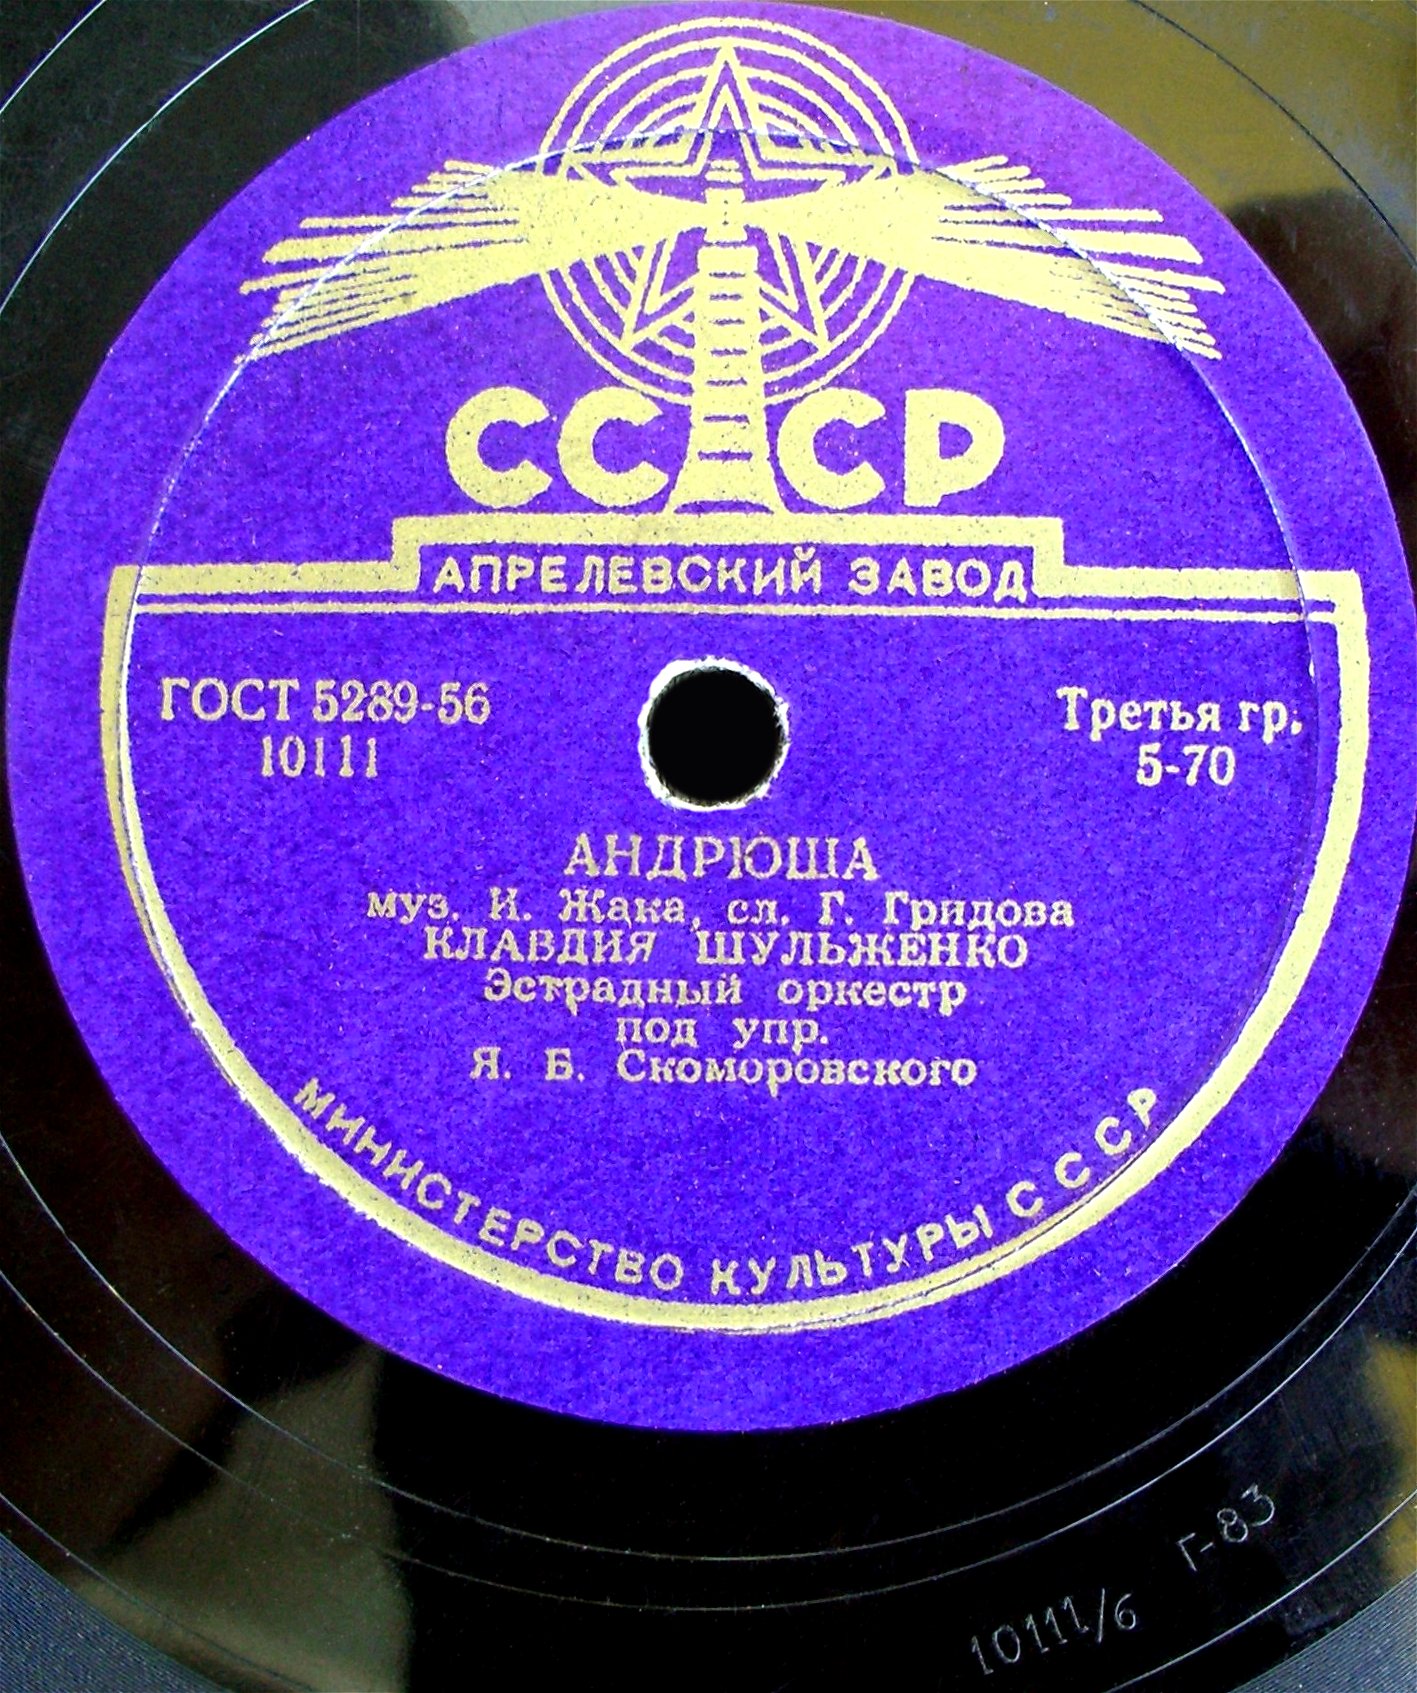 СССР
АПРЕЛЕВСКИЙ ЗАВОД
ГОСТ 5289-56
10111
Третья гр.
5-70
АНДРЮША
муз. И. Жака, сл. Г. Гридова
КЛАВДИЯ ШУЛЬЖЕНКО
Эстрадный оркестр
под упр.
Я. Б. Скоморовского
МИНИСТЕРСТВО КУЛЬТУРЫ СССР
10111/6 Г-83